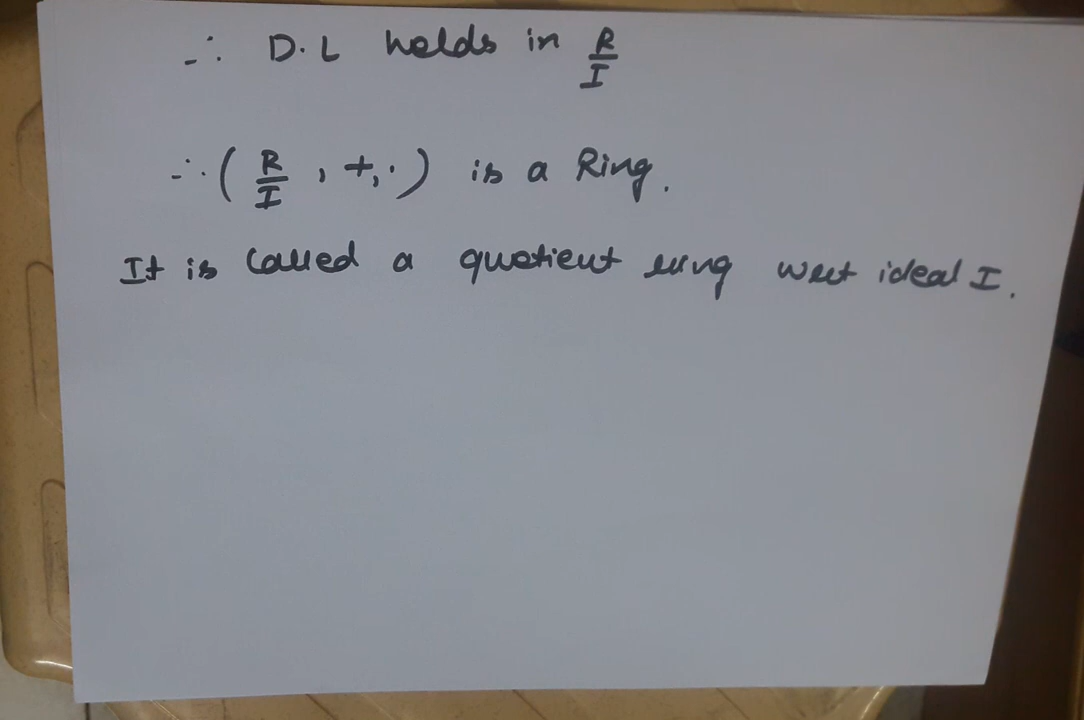 ∴ D.L holds in R/I
∴ ( R/I , +, · ) is a Ring.
It is called a quotient ring wrt ideal I.